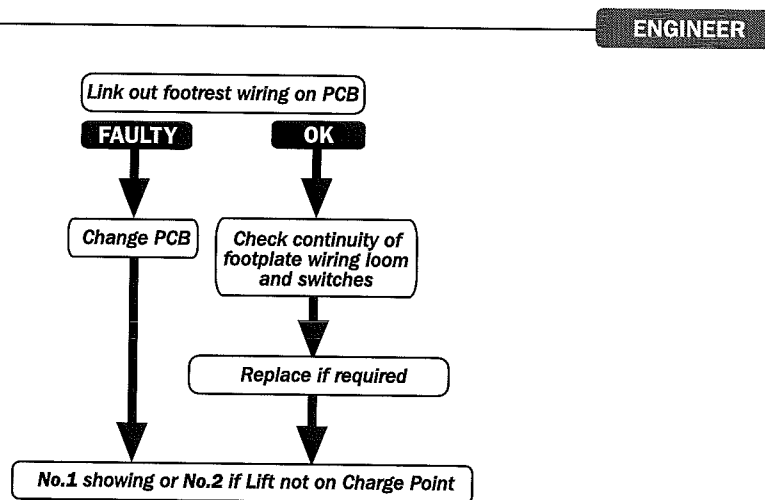 ENGINEER
Link out footrest wiring on PCB
FAULTY
OK
Change PCB
Check continuity of
footplate wiring loom
and switches
Replace if required
No.1 showing or No.2 if Lift not on Charge Point